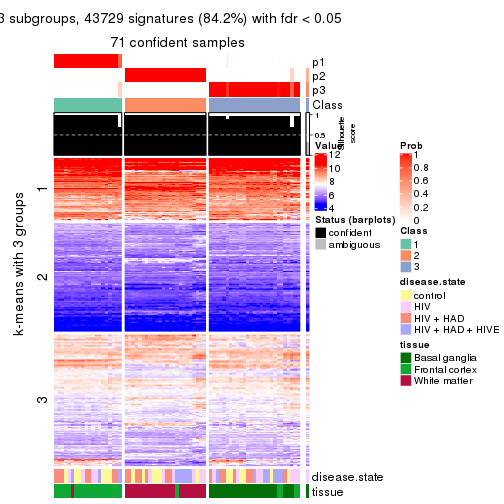 3 subgroups, 43729 signatures (84.2%) with fdr < 0.05
71 confident samples
p1
p2
p3
Class
1
0.5
0
Silhouette
score
k-means with 3 groups
1
2
3
Value
12
10
8
6
4
Status (barplots)
confident
ambiguous
Prob
1
0.8
0.6
0.4
0.2
0
Class
1
2
3
disease.state
control
HIV
HIV + HAD
HIV + HAD + HIVE
tissue
Basal ganglia
Frontal cortex
White matter
disease.state
tissue